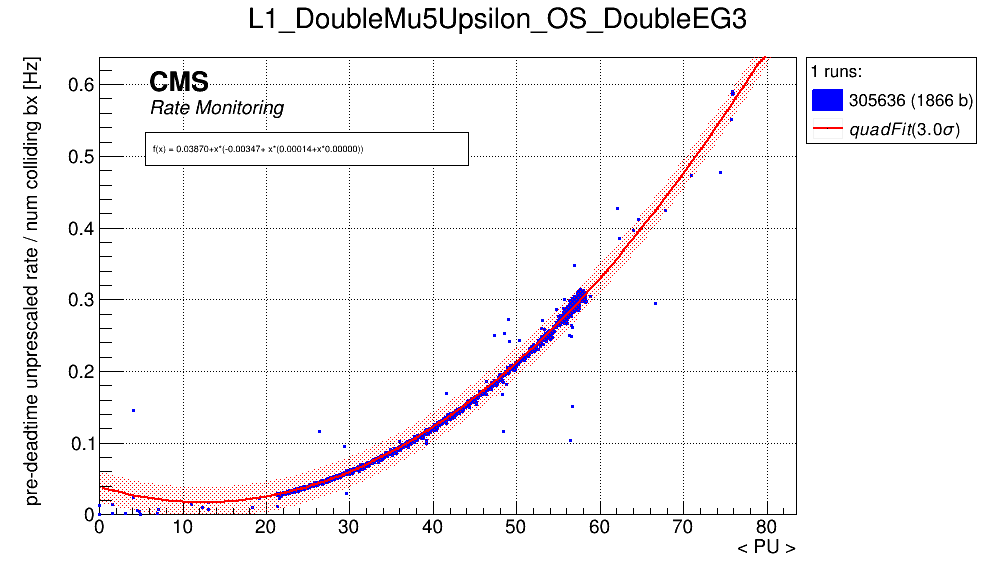 L1_DoubleMu5Upsilon_OS_DoubleEG3
pre-deadtime unprescaled rate / num colliding bx [Hz]
CMS
Rate Monitoring
f(x) = 0.03870+x*(-0.00347+ x*(0.00014+x*0.00000))
1 runs:
305636 (1866 b)
quadFit(3.0σ)
0.6
0.5
0.4
0.3
0.2
0.1
0
0 10 20 30 40 50 60 70 80
< PU >